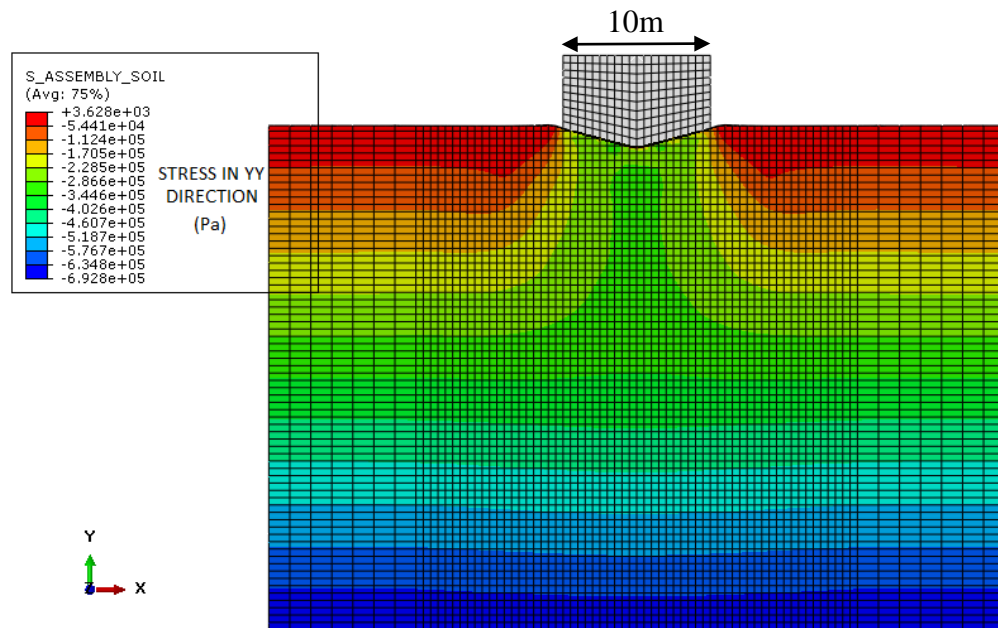 10m
S_ASSEMBLY_SOIL
(Avg: 75%)
+3.628e+03
-5.441e+04
-1.124e+05
-1.705e+05
-2.285e+05
-2.866e+05
-3.446e+05
-4.026e+05
-4.607e+05
-5.187e+05
-5.767e+05
-6.348e+05
-6.928e+05
STRESS IN YY
DIRECTION
(Pa)
Y
Z
X